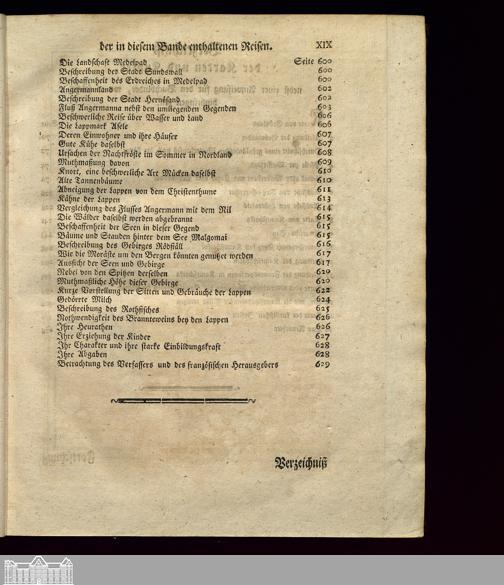 der in diesem Bande enthaltenen Reisen. XIX
Die Landschaft Medelpad Seite 600
Beschreibung des Stadt Sundswall 600
Beschaffenheit des Erdreiches in Medelpad 600
Angermannland 602
Beschreibung der Stadt Hernösand 602
Fluß Angermanna nebst den umliegenden Gegenden 603
Beschwerliche Reise über Wasser und Land 606
Die Lappmark Asele 606
Deren Einwohner und ihre Häuser 607
Gute Kühe daselbst 607
Ursachen der Nachtfröste im Sommer in Nordland 608
Muthmaßung davon 609
Knort, eine beschwerliche Art Mücken daselbst 610
Alte Tannenbäume 610
Abneigung der Lappen von dem Christenthume 611
Kähne der Lappen 613
Vergleichung des Flusses Angermann mit dem Nil 614
Die Wälder daselbst werden abgebrannt 615
Beschaffenheit der Seen in dieser Gegend 615
Bäume und Stauden hinter dem See Malgomai 615
Beschreibung des Gebirges 616
Wie die Moräste um den Bergen könnten genutzet werden 617
Aussicht der Seen und Gebirge 617
Nebel von den Spitzen derselben 620
Muthmaßliche Höhe dieser Gebirge 620
Kurze Vorstellung der Sitten und Gebräuche der Lappen 622
Gedörrte Milch 624
Beschreibung des Rothfisches 625
Nothwendigkeit des Branntweins bey den Lappen 626
Ihre Heurathen 626
Ihre Erziehung der Kinder 627
Ihr Charakter und ihre starke Einbildungskraft 628
Ihre Abgaben 628
Betrachtung des Verfassers und des französischen Herausgebers 629
Verzeichniß